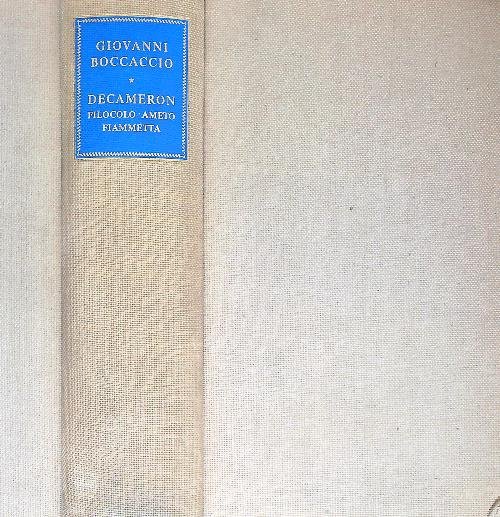 GIOVANNI
BOCCACCIO
*
DECAMERON
FILOCOLO · AMETO
FIAMMETTA